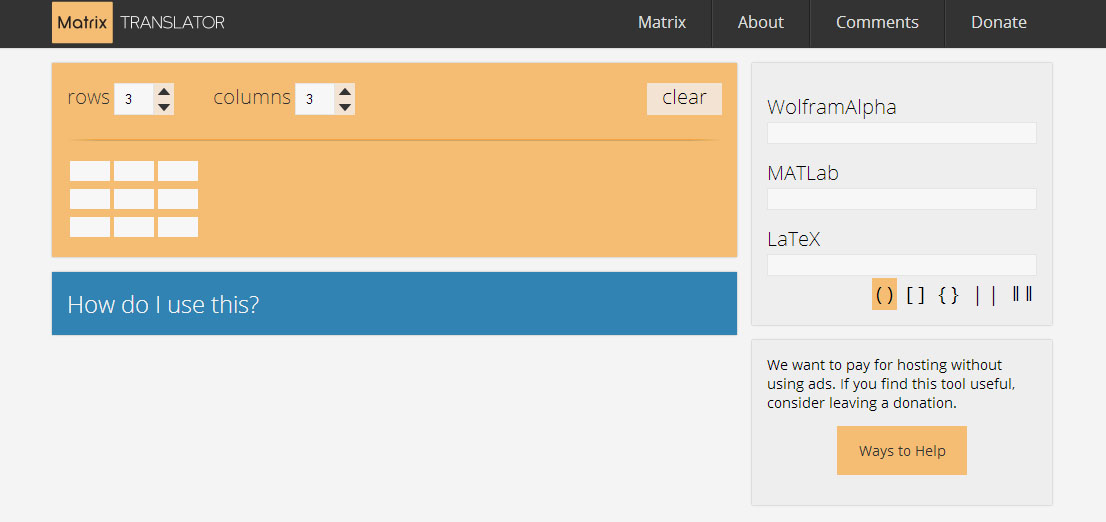 Matrix TRANSLATOR
Matrix About Comments Donate
rows 3 columns 3 clear
How do I use this?
WolframAlpha
MATLab
LaTeX
( ) [ ] { } | | ‖ ‖
We want to pay for hosting without
using ads. If you find this tool useful,
consider leaving a donation.
Ways to Help